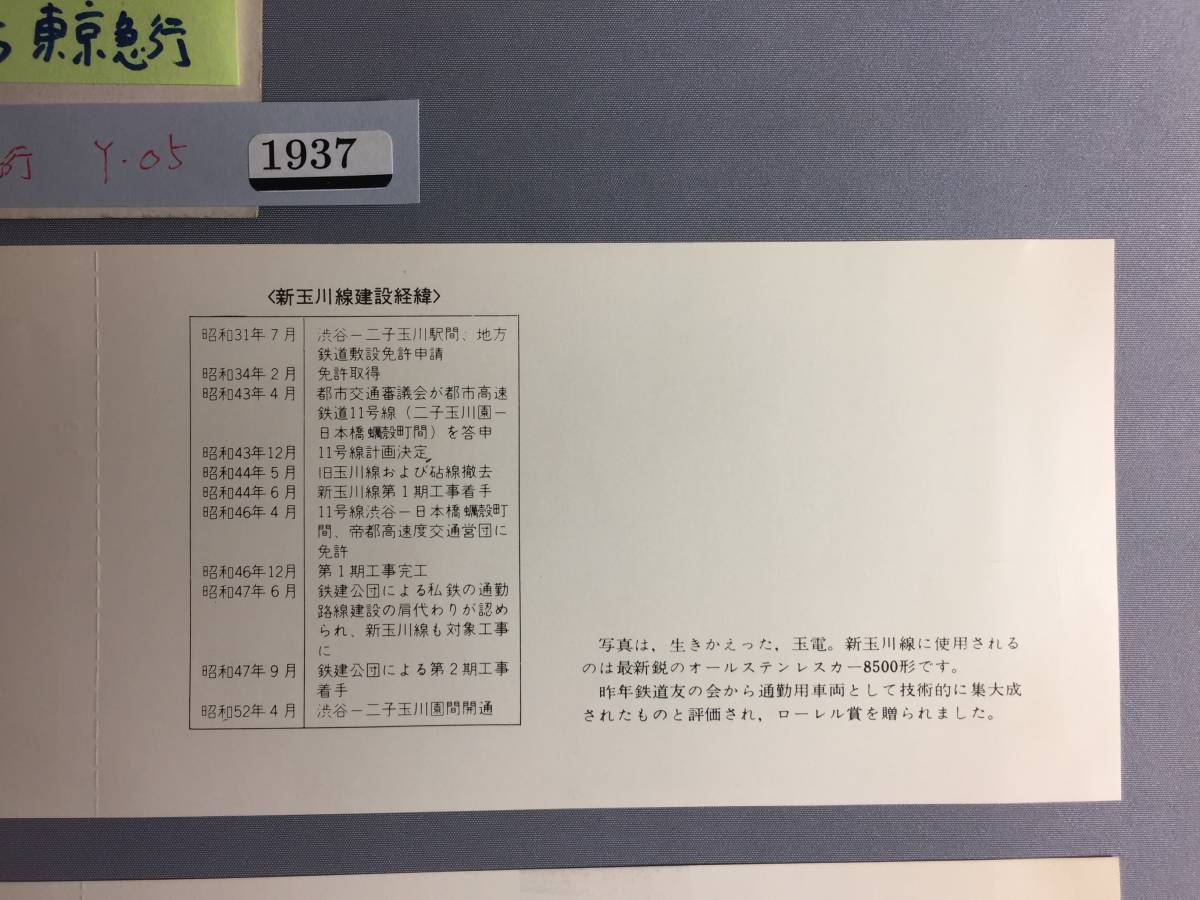 東京急行
行 Y.05
1937
〈新玉川線建設経緯〉
昭和31年7月 渋谷－二子玉川駅間、地方
鉄道敷設免許申請
昭和34年2月 免許取得
昭和43年4月 都市交通審議会が都市高速
鉄道11号線（二子玉川園－
日本橋蠣殻町間）を答申
昭和43年12月 11号線計画決定
昭和44年5月 旧玉川線および砧線撤去
昭和44年6月 新玉川線第1期工事着手
昭和46年4月 11号線渋谷－日本橋蠣殻町
間、帝都高速度交通営団に
免許
昭和46年12月 第1期工事完工
昭和47年6月 鉄建公団による私鉄の通勤
路線建設の肩代わりが認め
られ、新玉川線も対象工事
に
昭和47年9月 鉄建公団による第2期工事
着手
昭和52年4月 渋谷－二子玉川園間開通
写真は，生きかえった，玉電。新玉川線に使用される
のは最新鋭のオールステンレスカー8500形です。
昨年鉄道友の会から通勤用車両として技術的に集大成
されたものと評価され，ローレル賞を贈られました。